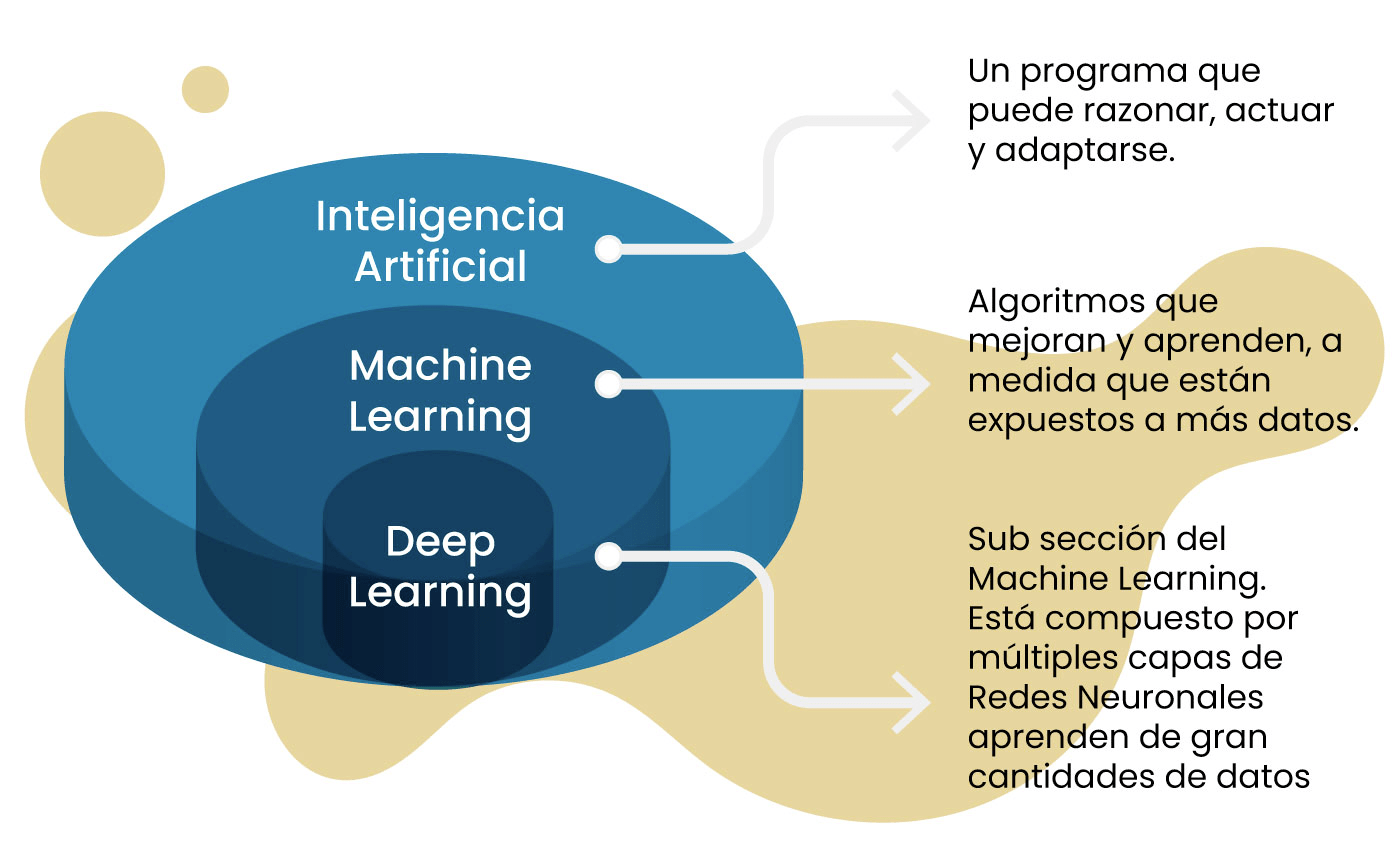 Inteligencia
Artificial
Un programa que
puede razonar, actuar
y adaptarse.
Machine
Learning
Algoritmos que
mejoran y aprenden, a
medida que están
expuestos a más datos.
Deep
Learning
Sub sección del
Machine Learning.
Está compuesto por
múltiples capas de
Redes Neuronales
aprenden de gran
cantidades de datos